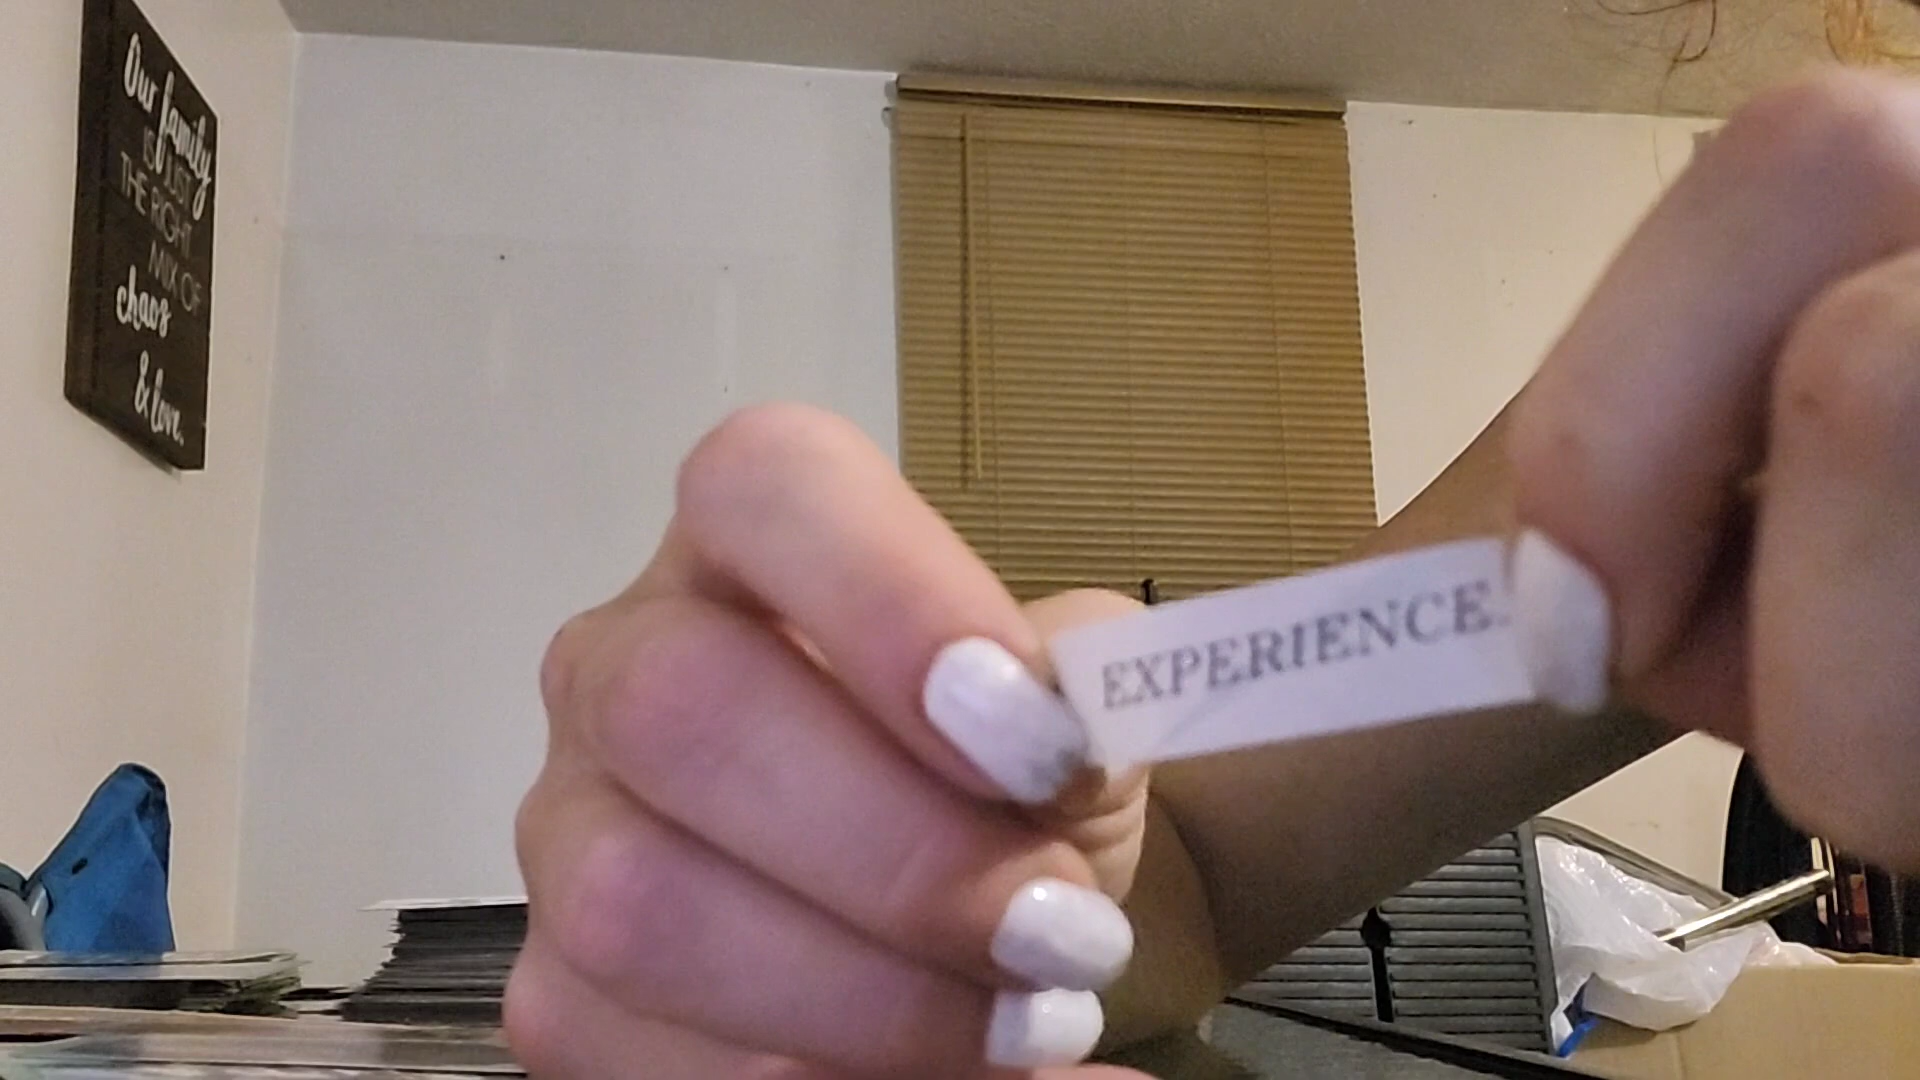 Our family
IS JUST
THE RIGHT
MIX OF
chaos
& love.
EXPERIENCE.